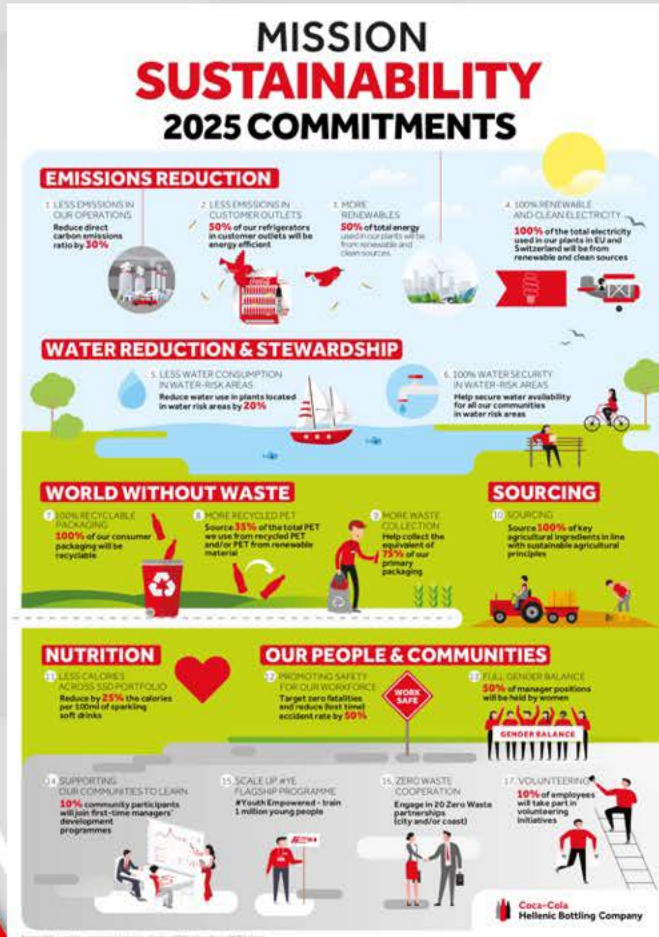 MISSION
SUSTAINABILITY
2025 COMMITMENTS
EMISSIONS REDUCTION
1. LESS EMISSIONS IN
OUR OPERATIONS
Reduce direct
carbon emissions
ratio by 30%
2. LESS EMISSIONS IN
CUSTOMER OUTLETS
50% of our refrigerators
in customer outlets will be
energy efficient
3. MORE
RENEWABLES
50% of total energy
used in our plants will be
from renewable and
clean sources
4. 100% RENEWABLE
AND CLEAN ELECTRICITY
100% of the total electricity
used in our plants in EU and
Switzerland will be from
renewable and clean sources
WATER REDUCTION & STEWARDSHIP
5. LESS WATER CONSUMPTION
IN WATER-RISK AREAS
Reduce water use in plants located
in water risk areas by 20%
6. 100% WATER SECURITY
IN WATER-RISK AREAS
Help secure water availability
for all our communities
in water risk areas
WORLD WITHOUT WASTE
7 100% RECYCLABLE
PACKAGING
100% of our consumer
packaging will be
recyclable
8 MORE RECYCLED PET
Source 35% of the total PET
we use from recycled PET
and/or PET from renewable
material
9 MORE WASTE
COLLECTION
Help collect the
equivalent of
75% of our
primary
packaging
SOURCING
10 SOURCING
Source 100% of key
agricultural ingredients in line
with sustainable agricultural
principles
NUTRITION
11 LESS CALORIES
ACROSS SSD PORTFOLIO
Reduce by 25% the calories
per 100ml of sparkling
soft drinks
OUR PEOPLE & COMMUNITIES
12 PROMOTING SAFETY
FOR OUR WORKFORCE
Target zero fatalities
and reduce (lost time)
accident rate by 50%
WORK
SAFE
13 FULL GENDER BALANCE
50% of manager positions
will be held by women
GENDER BALANCE
14. SUPPORTING
OUR COMMUNITIES TO LEARN
10% community participants
will join first-time managers'
development
programmes
15. SCALE UP #YE
FLAGSHIP PROGRAMME
#Youth Empowered - train
1 million young people
16. ZERO WASTE
COOPERATION
Engage in 20 Zero Waste
partnerships
(city and/or coast)
17. VOLUNTEERING
10% of employees
will take part in
volunteering
initiatives
Coca-Cola
Hellenic Bottling Company